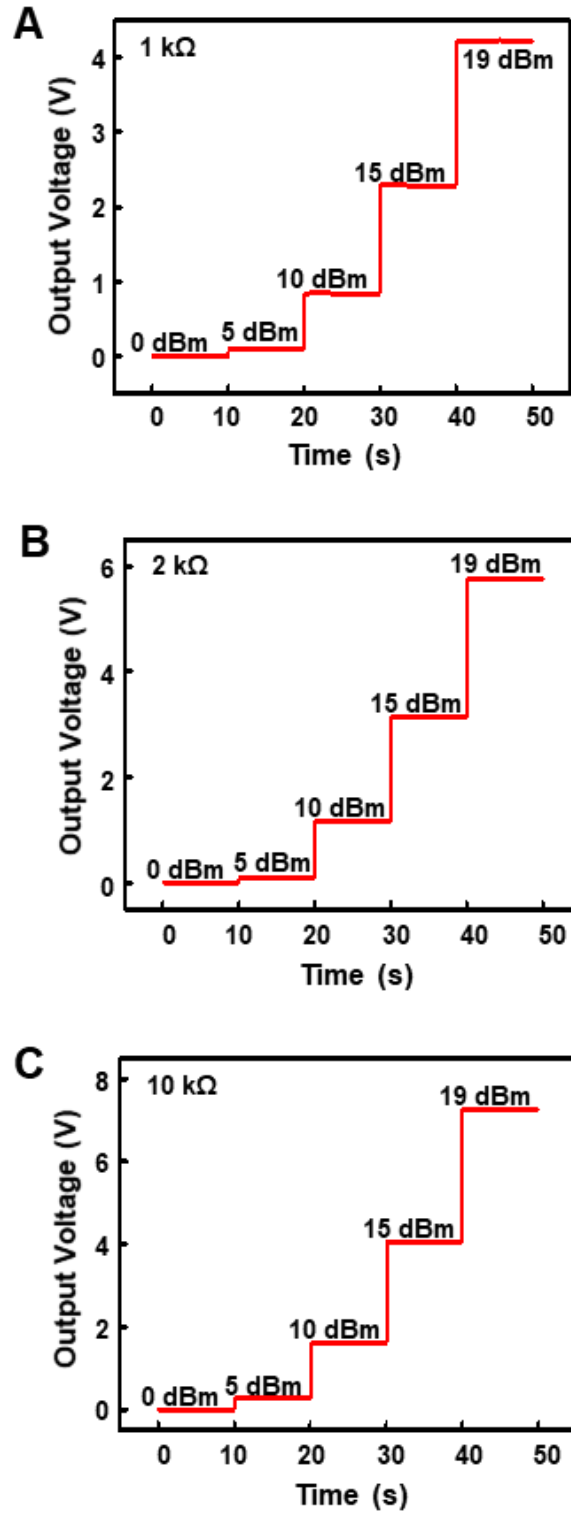 A
1 kΩ
19 dBm
15 dBm
10 dBm
5 dBm
0 dBm
4
3
2
1
0
Output Voltage (V)
0 10 20 30 40 50
Time (s)
B
2 kΩ
19 dBm
15 dBm
10 dBm
5 dBm
0 dBm
6
4
2
0
Output Voltage (V)
0 10 20 30 40 50
Time (s)
C
10 kΩ
19 dBm
15 dBm
10 dBm
5 dBm
0 dBm
8
6
4
2
0
Output Voltage (V)
0 10 20 30 40 50
Time (s)